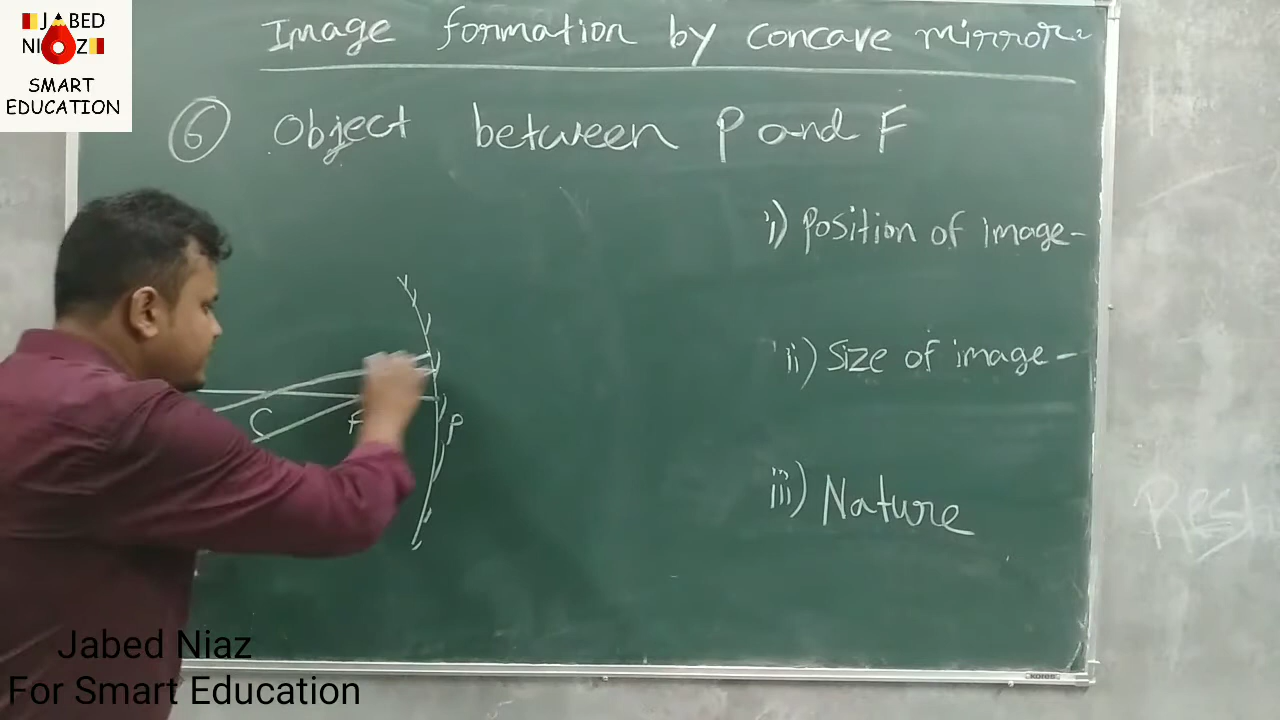 JABED
NIAZ
SMART
EDUCATION
Image formation by concave mirror
⑥ Object between P and F
i) Position of image-
ii) Size of image-
C F P
iii) Nature
kores
Jabed Niaz
For Smart Education